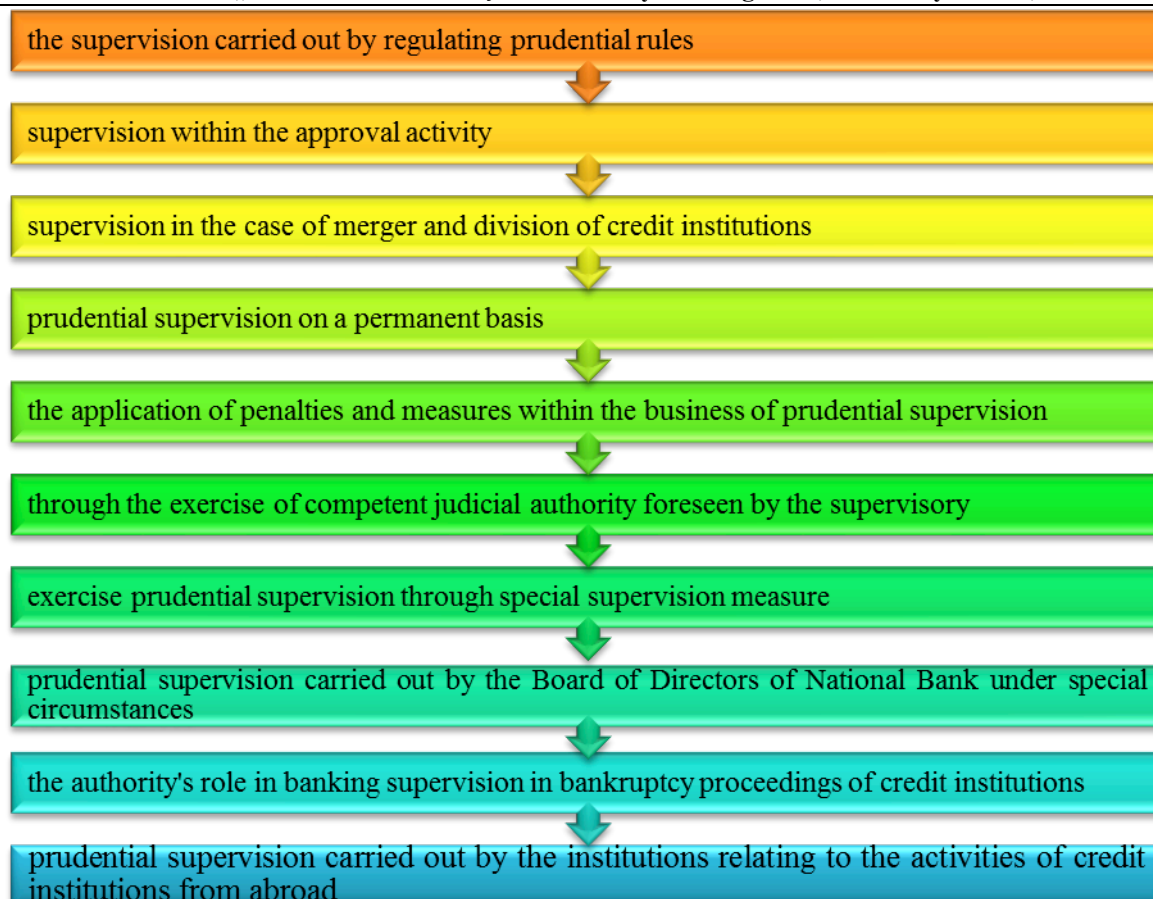 the supervision carried out by regulating prudential rules
supervision within the approval activity
supervision in the case of merger and division of credit institutions
prudential supervision on a permanent basis
the application of penalties and measures within the business of prudential supervision
through the exercise of competent judicial authority foreseen by the supervisory
exercise prudential supervision through special supervision measure
prudential supervision carried out by the Board of Directors of National Bank under special
circumstances
the authority's role in banking supervision in bankruptcy proceedings of credit institutions
prudential supervision carried out by the institutions relating to the activities of credit
institutions from abroad